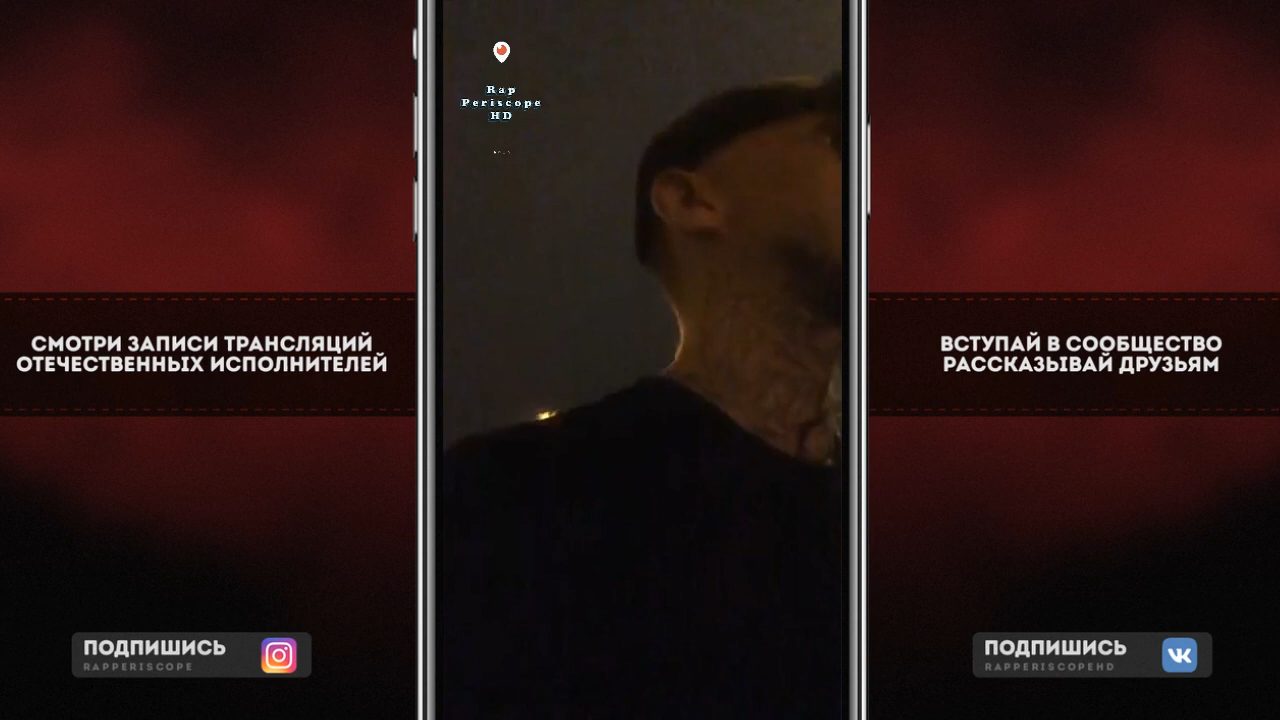 Rap
Periscope
HD
СМОТРИ ЗАПИСИ ТРАНСЛЯЦИЙ
ОТЕЧЕСТВЕННЫХ ИСПОЛНИТЕЛЕЙ
ВСТУПАЙ В СООБЩЕСТВО
РАССКАЗЫВАЙ ДРУЗЬЯМ
ПОДПИШИСЬ
RAPPERISCOPE
ПОДПИШИСЬ
RAPPERISCOPEHD